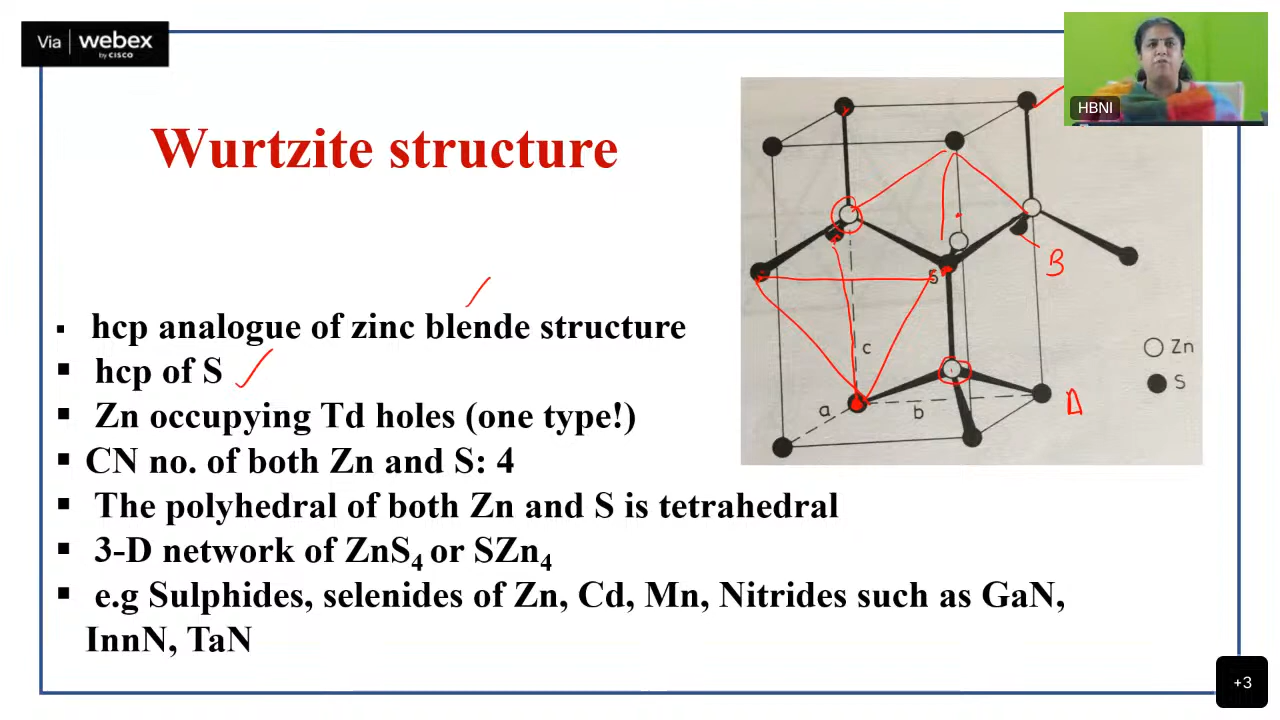 Via webex
by CISCO
HBNI
Wurtzite structure
▪ hcp analogue of zinc blende structure
▪ hcp of S
▪ Zn occupying Td holes (one type!)
▪ CN no. of both Zn and S: 4
▪ The polyhedral of both Zn and S is tetrahedral
▪ 3-D network of ZnS₄ or SZn₄
▪ e.g Sulphides, selenides of Zn, Cd, Mn, Nitrides such as GaN,
InnN, TaN
B
c
Zn
S
a
b
+3